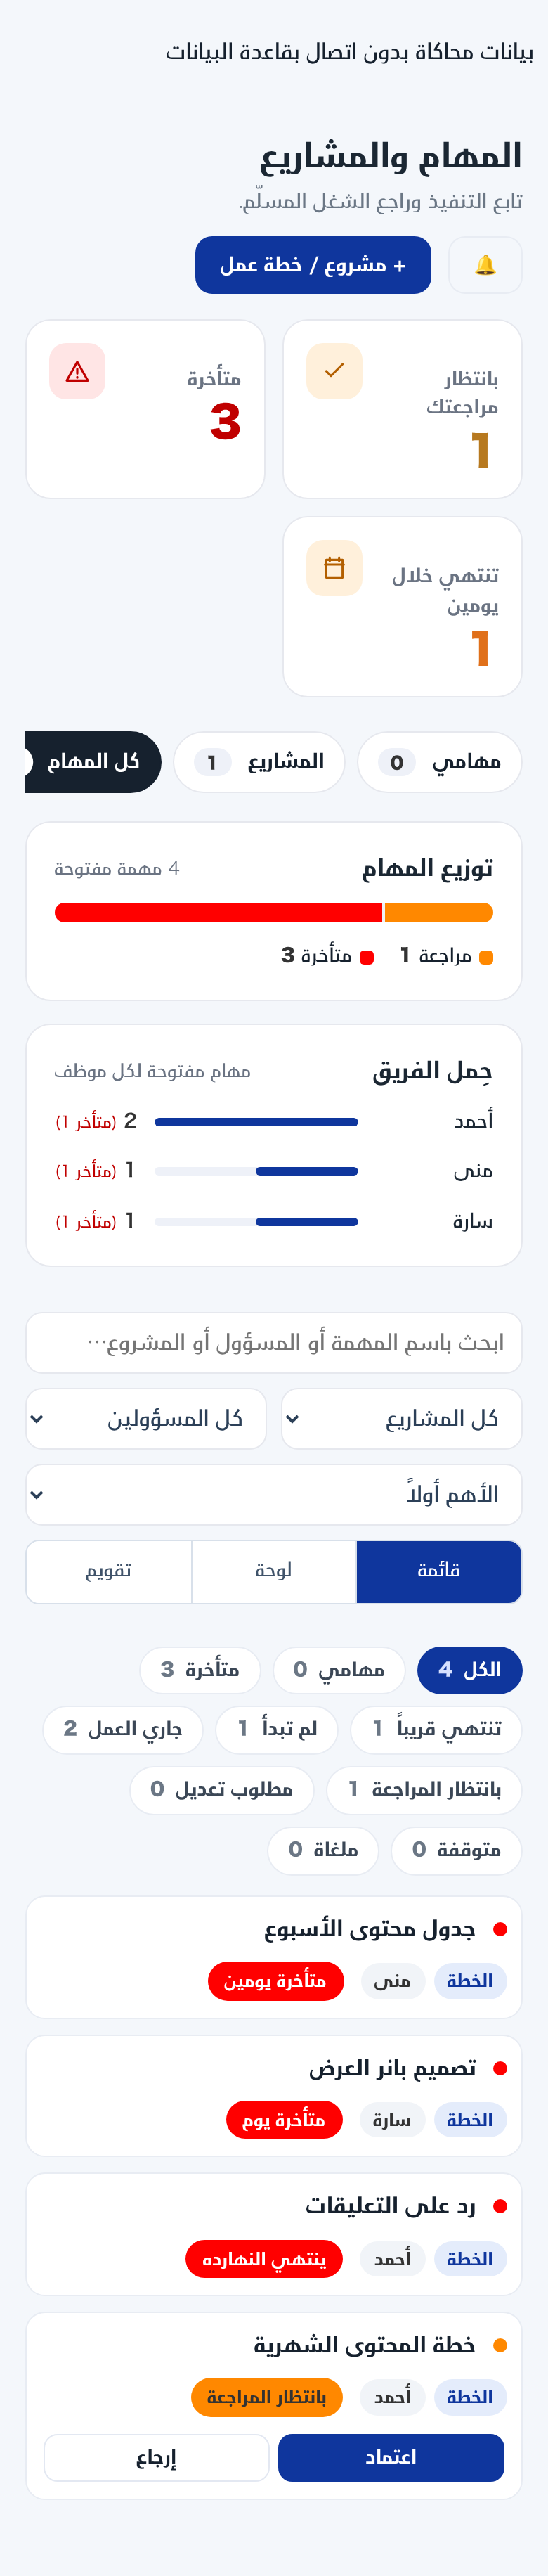 بيانات محاكاة بدون اتصال بقاعدة البيانات
المهام والمشاريع
تابع التنفيذ وراجع الشغل المسلّم.
+ مشروع / خطة عمل
بانتظار مراجعتك
1
متأخرة
3
تنتهي خلال يومين
1
مهامي 0
المشاريع 1
كل المهام
توزيع المهام
4 مهمة مفتوحة
مراجعة 1
متأخرة 3
حِمل الفريق
مهام مفتوحة لكل موظف
أحمد
2 (متأخر 1)
منى
1 (متأخر 1)
سارة
1 (متأخر 1)
ابحث باسم المهمة أو المسؤول أو المشروع…
كل المشاريع
كل المسؤولين
الأهم أولاً
قائمة
لوحة
تقويم
الكل 4
مهامي 0
متأخرة 3
تنتهي قريباً 1
لم تبدأ 1
جاري العمل 2
بانتظار المراجعة 1
مطلوب تعديل 0
متوقفة 0
ملغاة 0
جدول محتوى الأسبوع
الخطة
منى
متأخرة يومين
تصميم بانر العرض
الخطة
سارة
متأخرة يوم
رد على التعليقات
الخطة
أحمد
ينتهي النهارده
خطة المحتوى الشهرية
الخطة
أحمد
بانتظار المراجعة
اعتماد
إرجاع